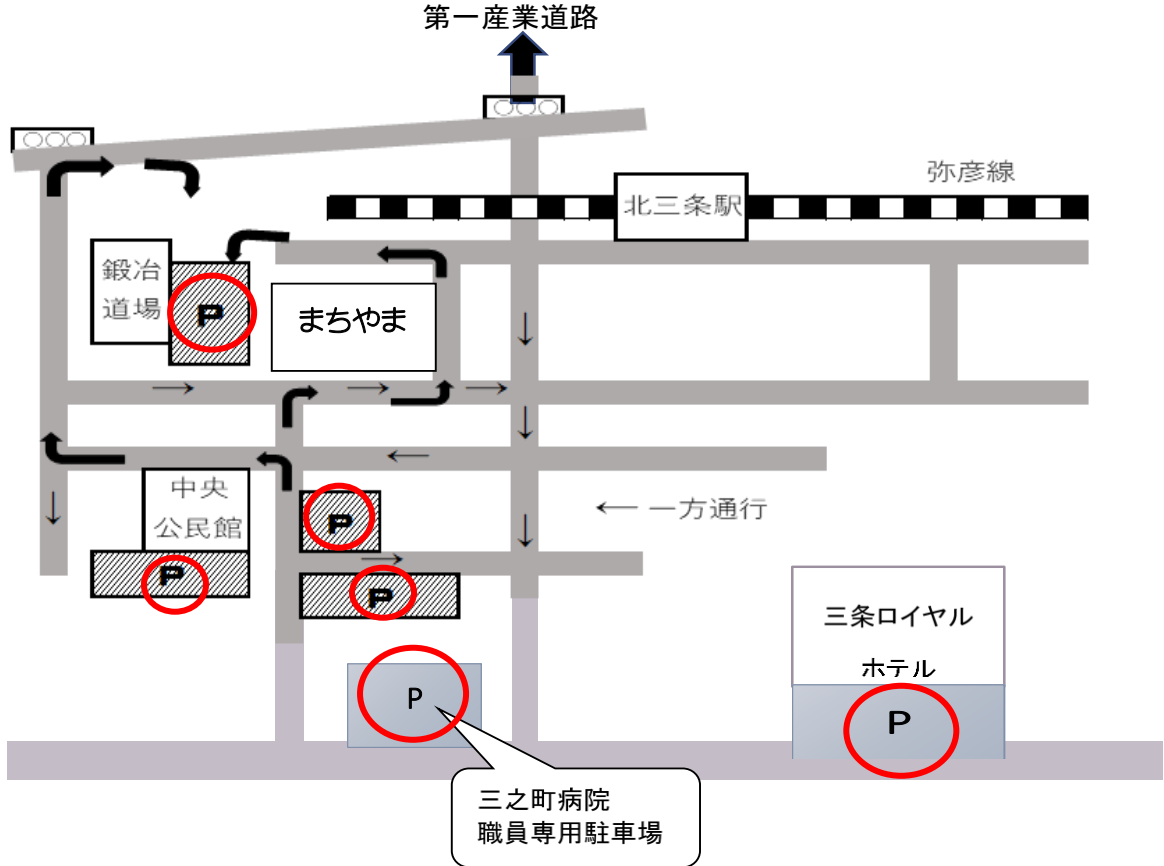 第一産業道路
弥彦線
北三条駅
鍛冶
道場
P
まちやま
→ → →
↓
↓
←
中央
公民館
P
P
← 一方通行
↓
↓
→
P
三条ロイヤル
ホテル
P
P
三之町病院
職員専用駐車場